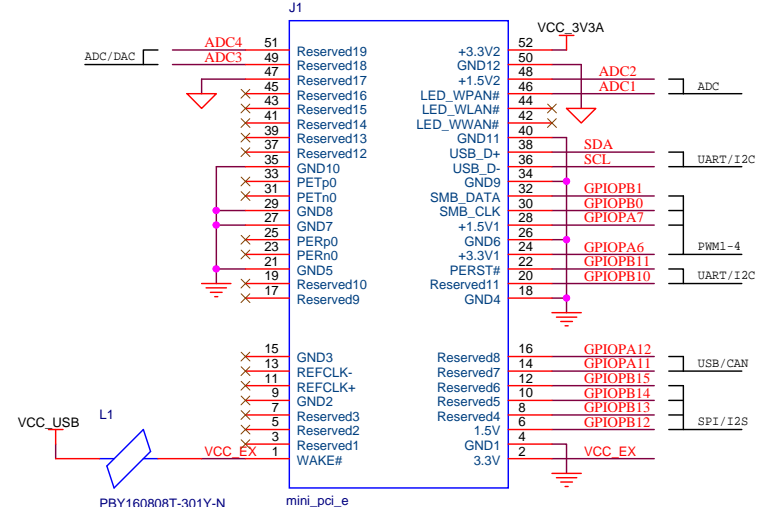 J1
VCC_3V3A
ADC/DAC ADC4 51 Reserved19 +3.3V2 52
ADC3 49 Reserved18 GND12 50
47 Reserved17 +1.5V2 48 ADC2
45 Reserved16 LED_WPAN# 46 ADC1 ADC
43 Reserved15 LED_WLAN# 44
41 Reserved14 LED_WWAN# 42
39 Reserved13 GND11 40
37 Reserved12 USB_D+ 38 SDA
35 GND10 USB_D- 36 SCL UART/I2C
33 PETp0 GND9 34
31 PETn0 SMB_DATA 32 GPIOPB1
29 GND8 SMB_CLK 30 GPIOPB0
27 GND7 +1.5V1 28 GPIOPA7
25 PERp0 GND6 26
23 PERn0 +3.3V1 24 GPIOPA6 PWM1-4
21 GND5 PERST# 22 GPIOPB11
19 Reserved10 Reserved11 20 GPIOPB10 UART/I2C
17 Reserved9 GND4 18
15 GND3 Reserved8 16 GPIOPA12
13 REFCLK- Reserved7 14 GPIOPA11 USB/CAN
11 REFCLK+ Reserved6 12 GPIOPB15
9 GND2 Reserved5 10 GPIOPB14
7 Reserved3 Reserved4 8 GPIOPB13
5 Reserved2 1.5V 6 GPIOPB12 SPI/I2S
3 Reserved1 GND1 4
VCC_USB L1 VCC_EX 1 WAKE# 3.3V 2 VCC_EX
PBY160808T-301Y-N
mini_pci_e